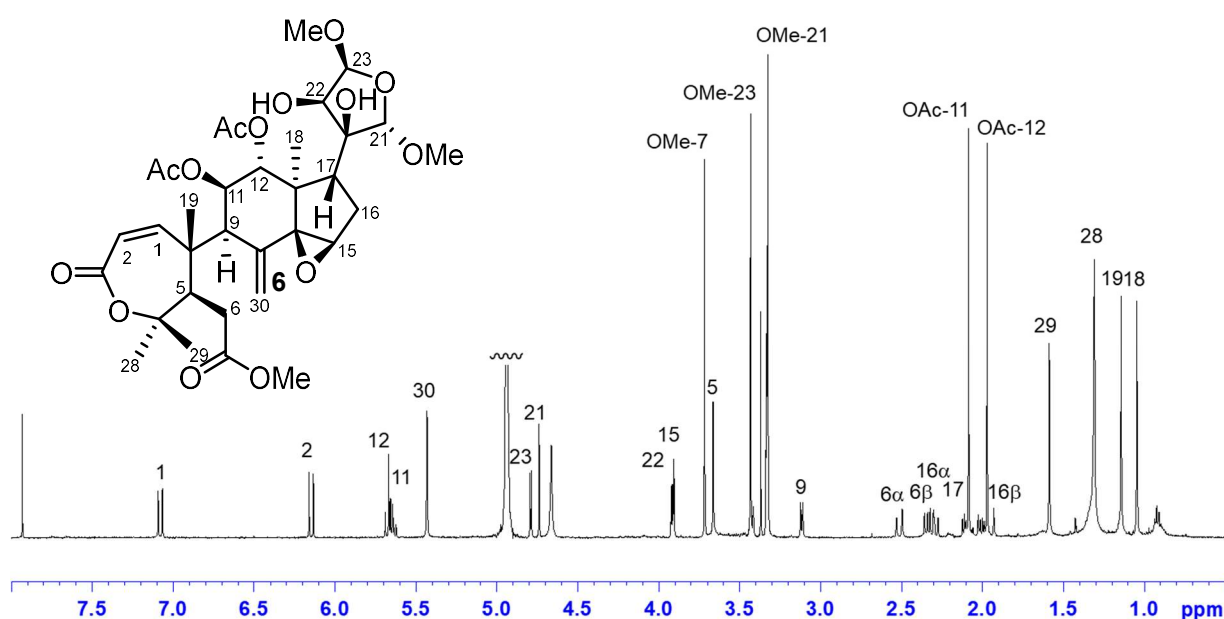 MeO
23
22
O
HO
OH
21
OMe
AcO
18
17
AcO
12
H
11
19
9
16
1
2
15
H
O
O
5
6
30
6
O
28
29
O
OMe
OMe-21
OMe-23
OMe-7
OAc-11
OAc-12
28
19 18
29
30
5
2
12
21
15
1
11
23
22
9
6α
6β
16α
17
16β
7.5 7.0 6.5 6.0 5.5 5.0 4.5 4.0 3.5 3.0 2.5 2.0 1.5 1.0 ppm